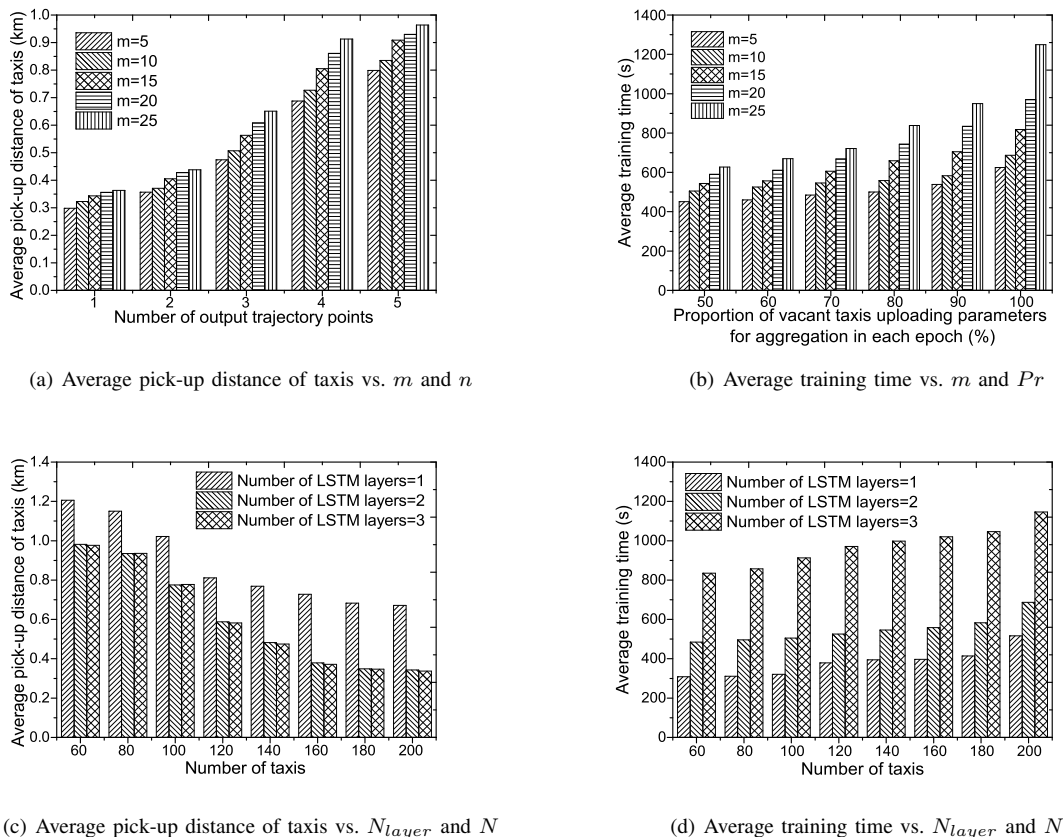 Average pick-up distance of taxis (km)
1.0
0.9
0.8
0.7
0.6
0.5
0.4
0.3
0.2
0.1
0.0
m=5
m=10
m=15
m=20
m=25
1 2 3 4 5
Number of output trajectory points
(a) Average pick-up distance of taxis vs. m and n
Average training time (s)
1400
1200
1000
800
600
400
200
0
m=5
m=10
m=15
m=20
m=25
50 60 70 80 90 100
Proportion of vacant taxis uploading parameters
for aggregation in each epoch (%)
(b) Average training time vs. m and Pr
Average pick-up distance of taxis (km)
1.4
1.2
1.0
0.8
0.6
0.4
0.2
0.0
Number of LSTM layers=1
Number of LSTM layers=2
Number of LSTM layers=3
60 80 100 120 140 160 180 200
Number of taxis
(c) Average pick-up distance of taxis vs. N_{layer} and N
Average training time (s)
1400
1200
1000
800
600
400
200
0
Number of LSTM layers=1
Number of LSTM layers=2
Number of LSTM layers=3
60 80 100 120 140 160 180 200
Number of taxis
(d) Average training time vs. N_{layer} and N